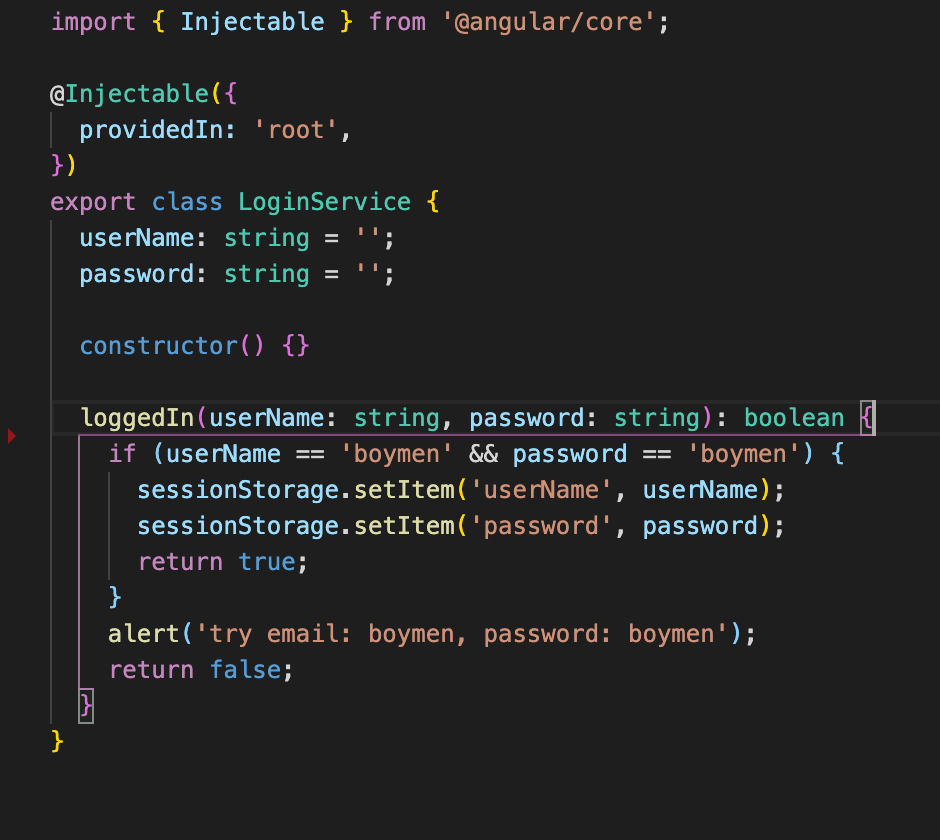 import { Injectable } from '@angular/core';
@Injectable({
providedIn: 'root',
})
export class LoginService {
userName: string = '';
password: string = '';
constructor() {}
loggedIn(userName: string, password: string): boolean {
if (userName == 'boymen' && password == 'boymen') {
sessionStorage.setItem('userName', userName);
sessionStorage.setItem('password', password);
return true;
}
alert('try email: boymen, password: boymen');
return false;
}
}